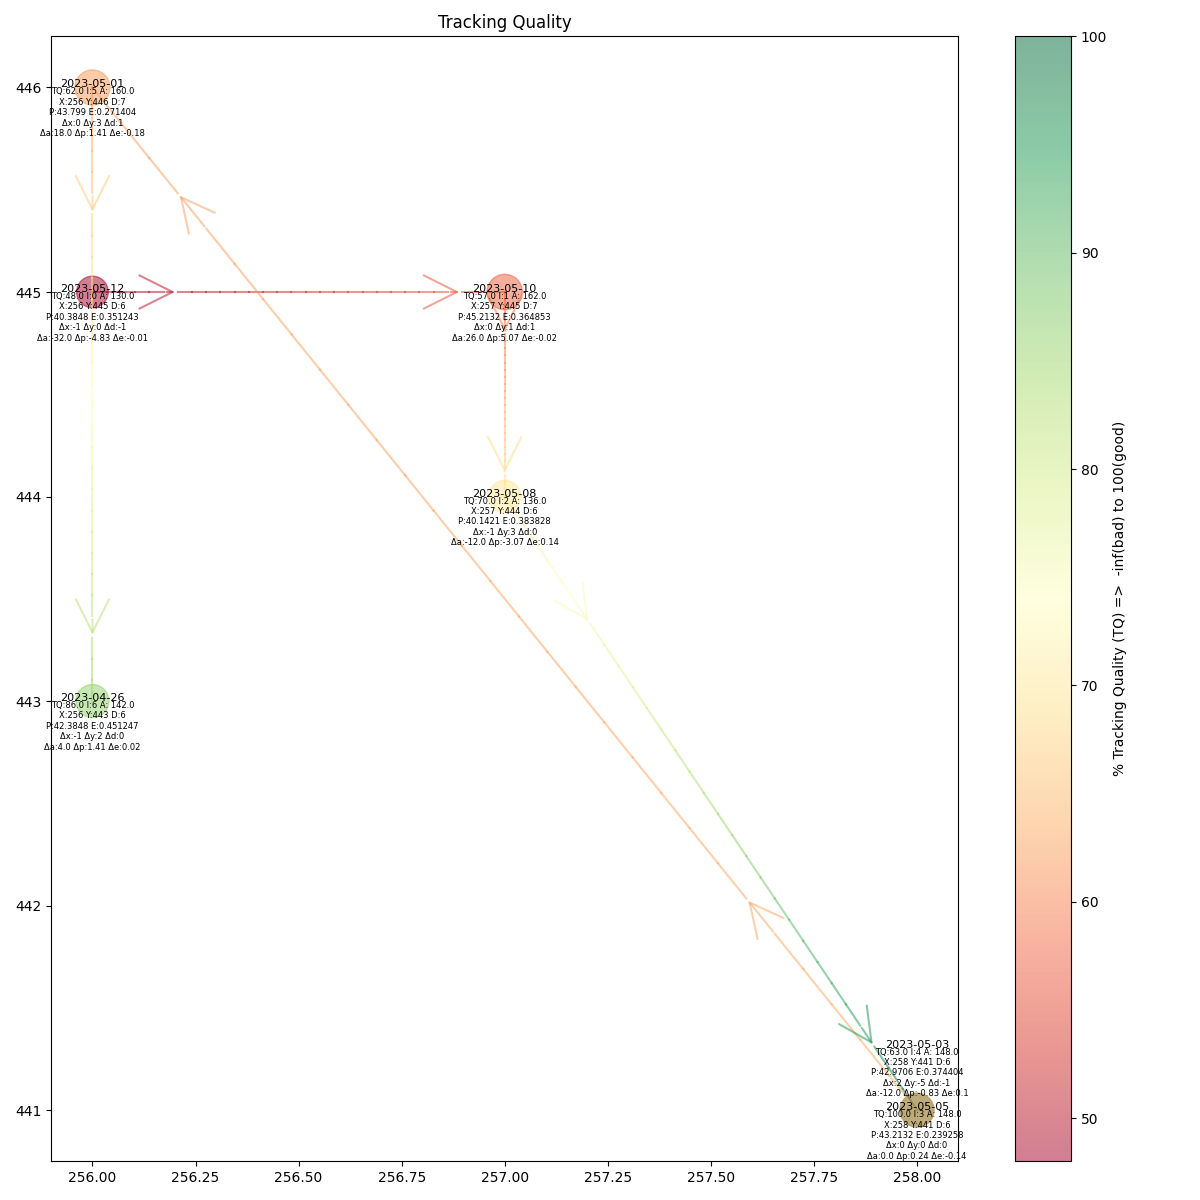 Tracking Quality
446
445
444
443
442
441
2023-05-01
TQ:62.0 I:5 A: 160.0
X:256 Y:446 D:7
P:43.799 E:0.271404
Δx:0 Δy:3 Δd:1
Δa:18.0 Δp:1.41 Δe:-0.18
2023-05-12
TQ:48.0 I:0 A: 130.0
X:256 Y:445 D:6
P:40.3848 E:0.351243
Δx:-1 Δy:0 Δd:-1
Δa:-32.0 Δp:-4.83 Δe:-0.01
2023-05-10
TQ:57.0 I:1 A: 162.0
X:257 Y:445 D:7
P:45.2132 E:0.364853
Δx:0 Δy:1 Δd:1
Δa:26.0 Δp:5.07 Δe:-0.02
2023-05-08
TQ:70.0 I:2 A: 136.0
X:257 Y:444 D:6
P:40.1421 E:0.383828
Δx:-1 Δy:3 Δd:0
Δa:-12.0 Δp:-3.07 Δe:0.14
2023-04-26
TQ:86.0 I:6 A: 142.0
X:256 Y:443 D:6
P:42.3848 E:0.451247
Δx:-1 Δy:2 Δd:0
Δa:4.0 Δp:1.41 Δe:0.02
2023-05-03
TQ:63.0 I:4 A: 148.0
X:258 Y:441 D:6
P:42.9706 E:0.374404
Δx:2 Δy:-5 Δd:-1
Δa:-12.0 Δp:-0.83 Δe:0.1
2023-05-05
TQ:100.0 I:3 A: 148.0
X:258 Y:441 D:6
P:43.2132 E:0.239258
Δx:0 Δy:0 Δd:0
Δa:0.0 Δp:0.24 Δe:-0.14
256.00
256.25
256.50
256.75
257.00
257.25
257.50
257.75
258.00
100
90
80
70
60
50
% Tracking Quality (TQ) => -inf(bad) to 100(good)